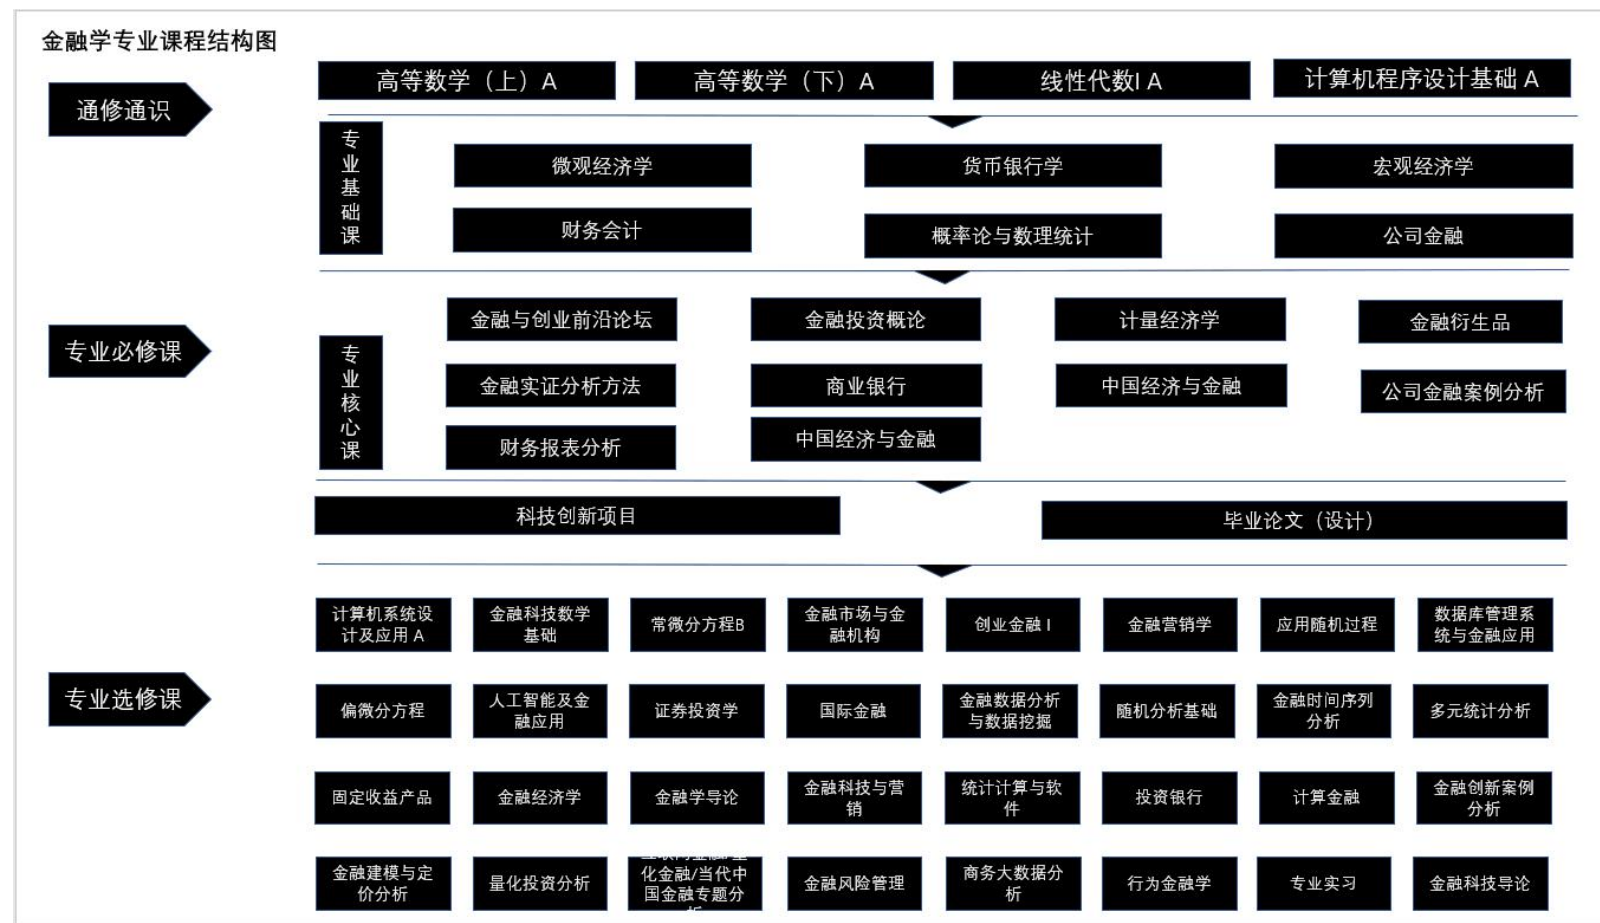 金融学专业课程结构图
通修通识
高等数学（上）A
高等数学（下）A
线性代数I A
计算机程序设计基础 A
专业基础课
微观经济学
货币银行学
宏观经济学
财务会计
概率论与数理统计
公司金融
专业必修课
专业核心课
金融与创业前沿论坛
金融投资概论
计量经济学
金融衍生品
金融实证分析方法
商业银行
中国经济与金融
公司金融案例分析
财务报表分析
中国经济与金融
科技创新项目
毕业论文（设计）
专业选修课
计算机系统设
计及应用 A
金融科技数学
基础
常微分方程B
金融市场与金
融机构
创业金融 I
金融营销学
应用随机过程
数据库管理系
统与金融应用
偏微分方程
人工智能及金
融应用
证券投资学
国际金融
金融数据分析
与数据挖掘
随机分析基础
金融时间序列
分析
多元统计分析
固定收益产品
金融经济学
金融学导论
金融科技与营
销
统计计算与软
件
投资银行
计算金融
金融创新案例
分析
金融建模与定
价分析
量化投资分析
化金融/当代中
国金融专题分
金融风险管理
商务大数据分
析
行为金融学
专业实习
金融科技导论